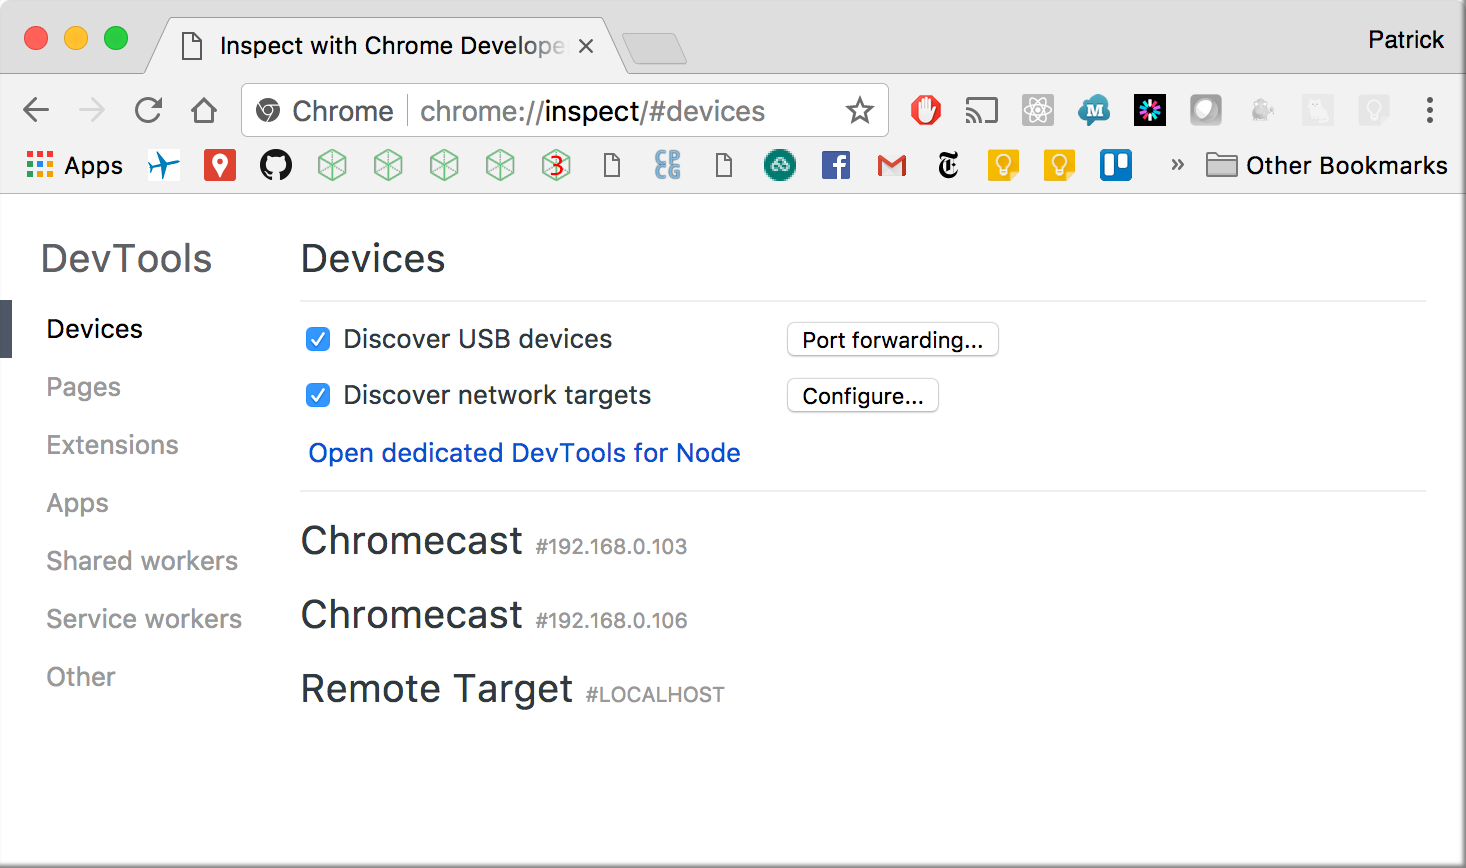 Inspect with Chrome Develope
Patrick
Chrome chrome://inspect/#devices
M
Apps 3 CPCG Other Bookmarks
DevTools
Devices
Pages
Extensions
Apps
Shared workers
Service workers
Other
Devices
Discover USB devices Port forwarding...
Discover network targets Configure...
Open dedicated DevTools for Node
Chromecast #192.168.0.103
Chromecast #192.168.0.106
Remote Target #LOCALHOST